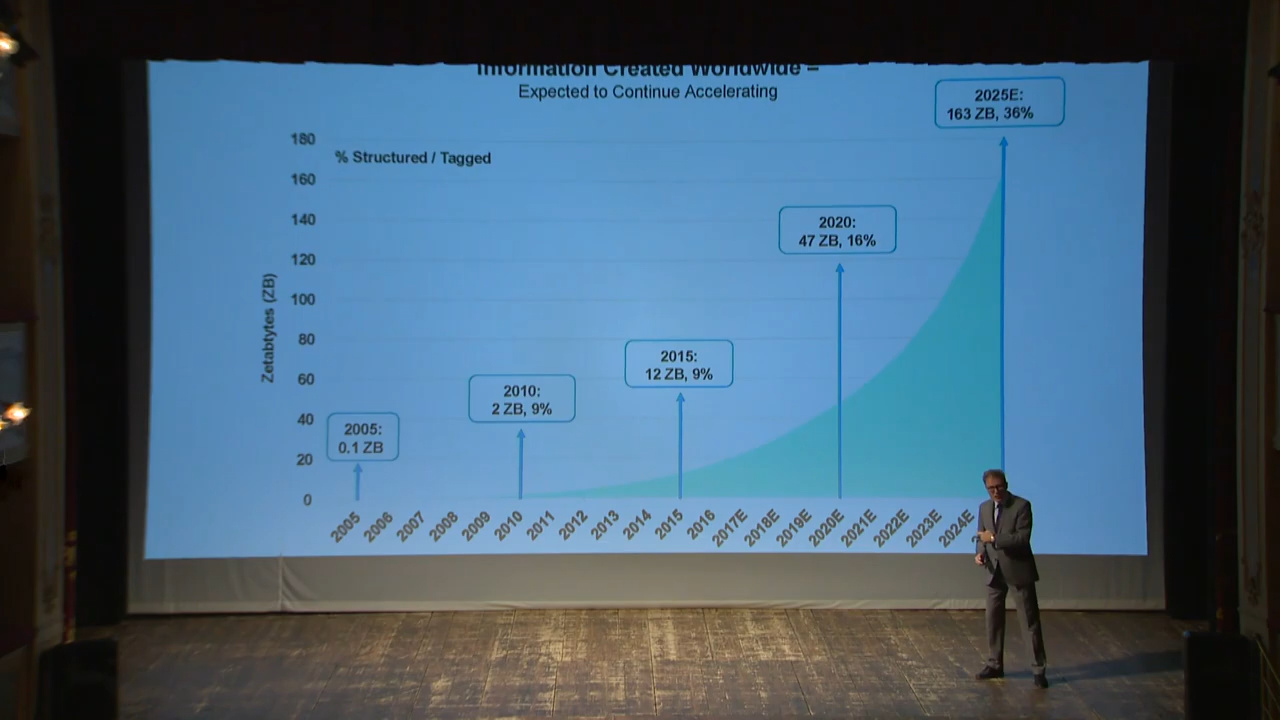 Information Created Worldwide =
Expected to Continue Accelerating
2025E:
163 ZB, 36%
180
% Structured / Tagged
160
2020:
47 ZB, 16%
140
120
Zetabtytes (ZB)
100
80
2015:
12 ZB, 9%
60
2010:
2 ZB, 9%
40
2005:
0.1 ZB
20
0
2005
2006
2007
2008
2009
2010
2011
2012
2013
2014
2015
2016
2017E
2018E
2019E
2020E
2021E
2022E
2023E
2024E